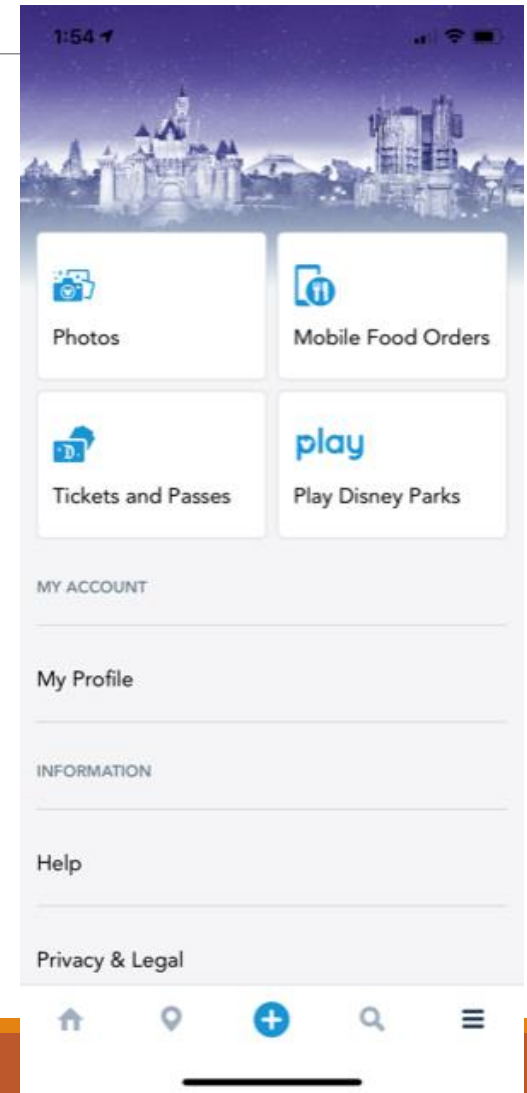 1:54
Photos
Mobile Food Orders
D
play
Tickets and Passes
Play Disney Parks
MY ACCOUNT
My Profile
INFORMATION
Help
Privacy & Legal